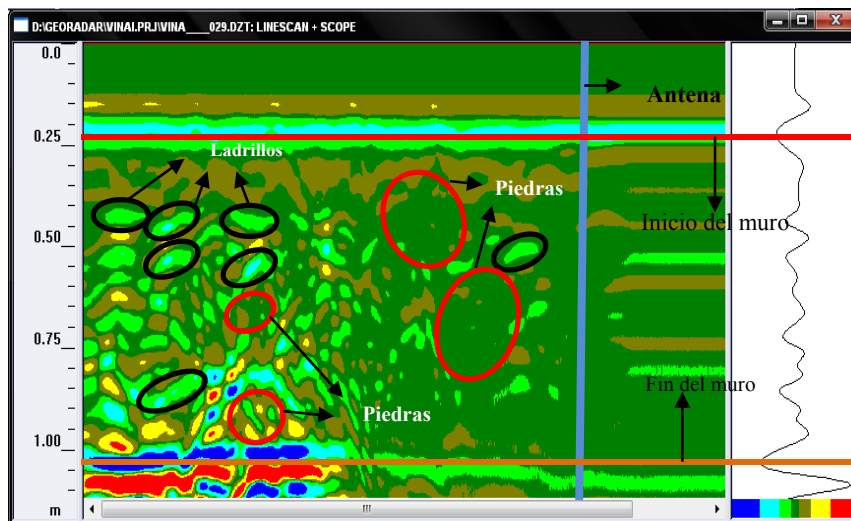 D:\GEORADAR\VINAI.PRJ\VINA____029.DZT: LINESCAN + SCOPE
0.0
Antena
0.25
Ladrillos
Piedras
Inicio del muro
0.50
0.75
Fin del muro
Piedras
1.00
m